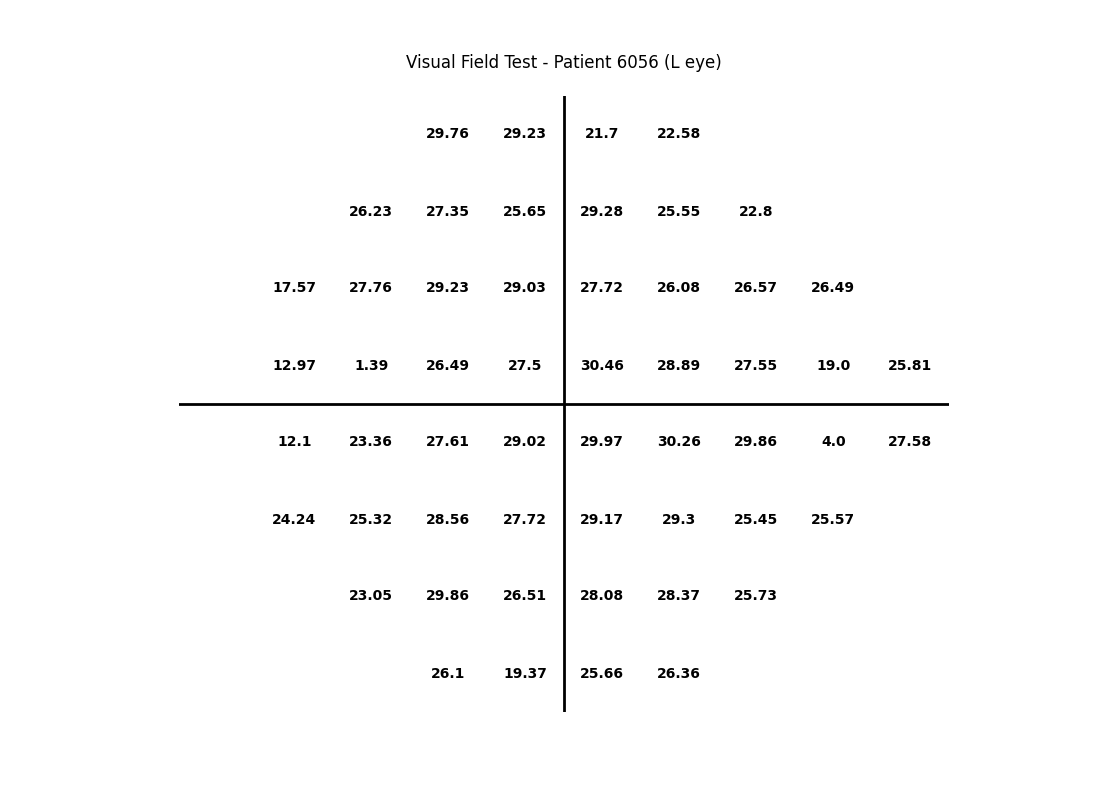 Visual Field Test - Patient 6056 (L eye)
29.76 29.23 21.7 22.58
26.23 27.35 25.65 29.28 25.55 22.8
17.57 27.76 29.23 29.03 27.72 26.08 26.57 26.49
12.97 1.39 26.49 27.5 30.46 28.89 27.55 19.0 25.81
12.1 23.36 27.61 29.02 29.97 30.26 29.86 4.0 27.58
24.24 25.32 28.56 27.72 29.17 29.3 25.45 25.57
23.05 29.86 26.51 28.08 28.37 25.73
26.1 19.37 25.66 26.36